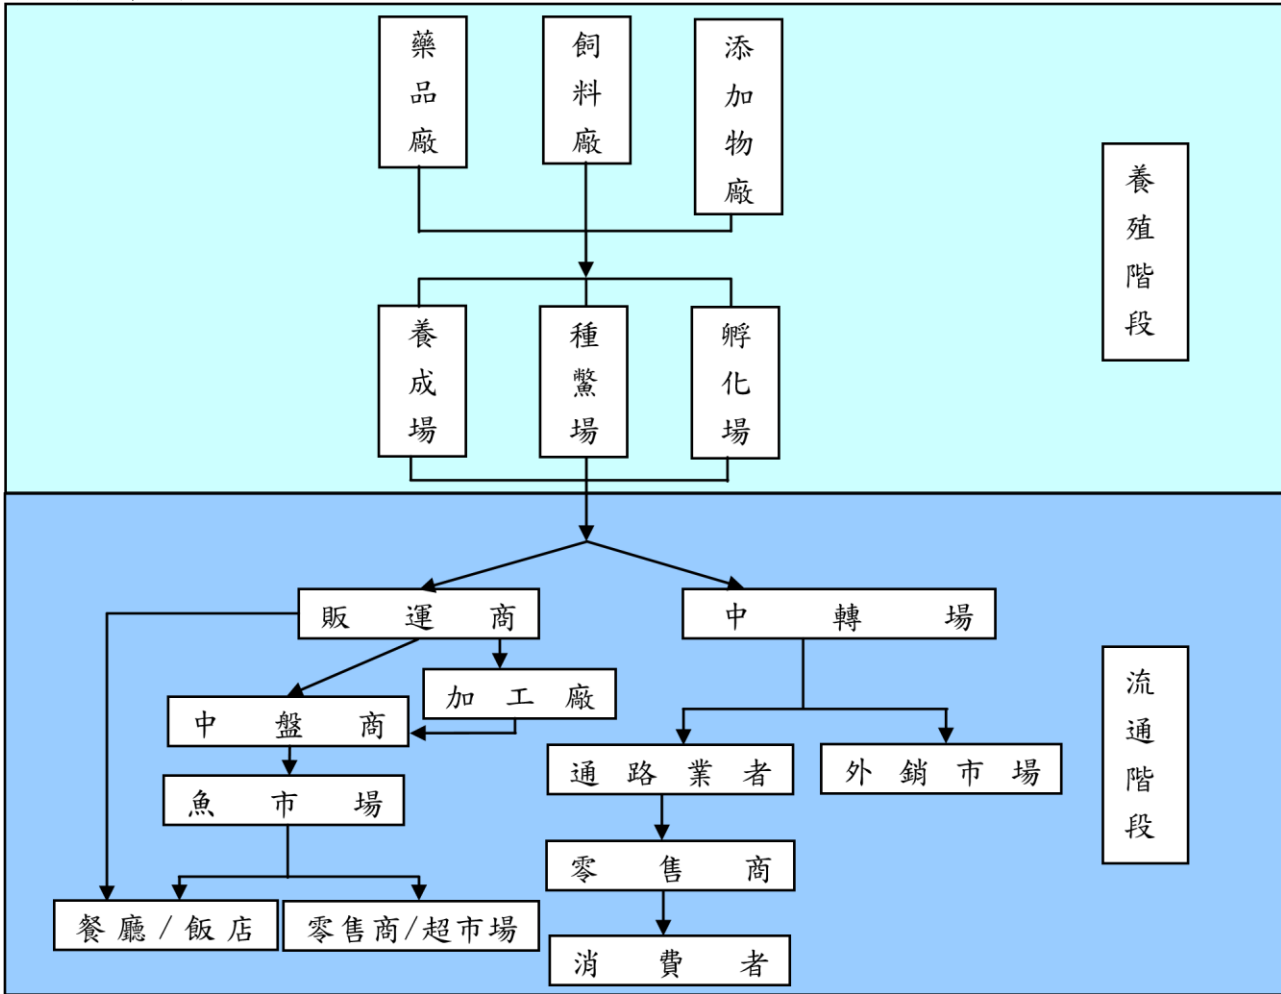 藥品廠
飼料廠
添加物廠
養殖階段
養成場
種鱉場
孵化場
販運商
中轉場
加工廠
中盤商
流通階段
通路業者
外銷市場
魚市場
零售商
餐廳/飯店
零售商/超市場
消費者